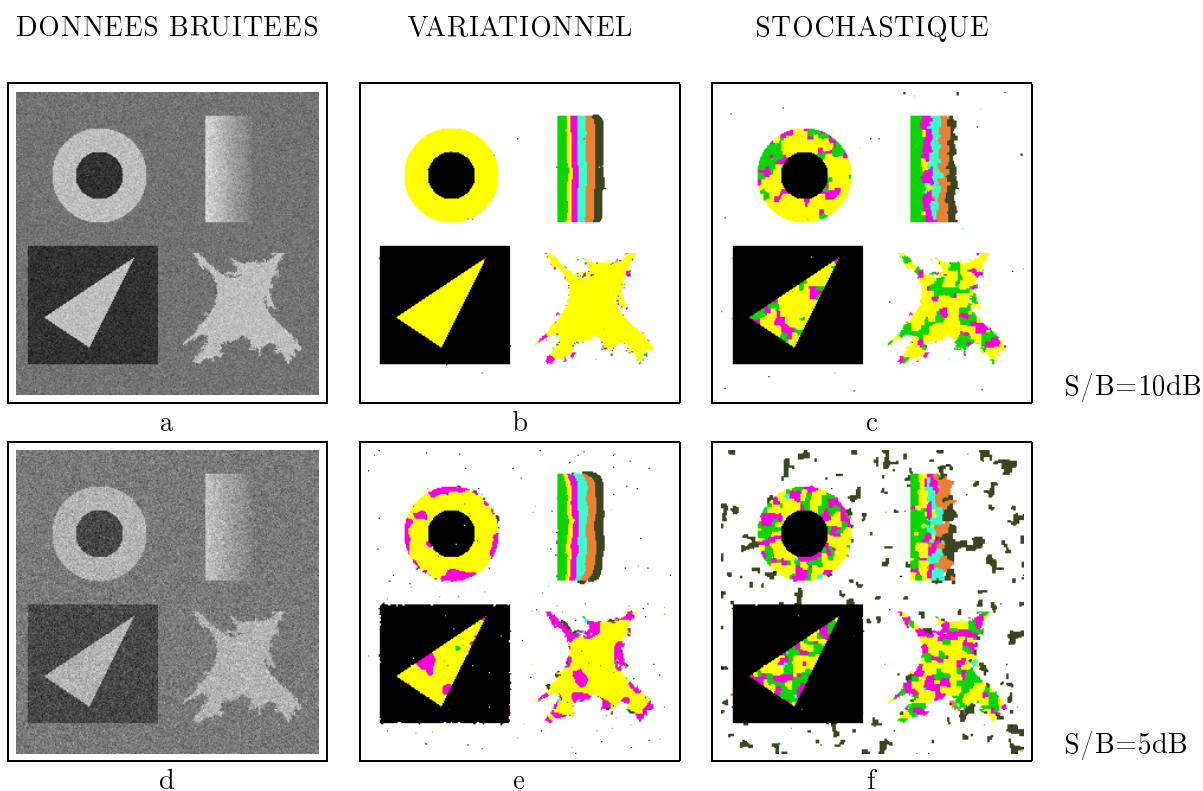 DONNEES BRUITEES VARIATIONNEL STOCHASTIQUE
S/B=10dB
a b c
S/B=5dB
d e f